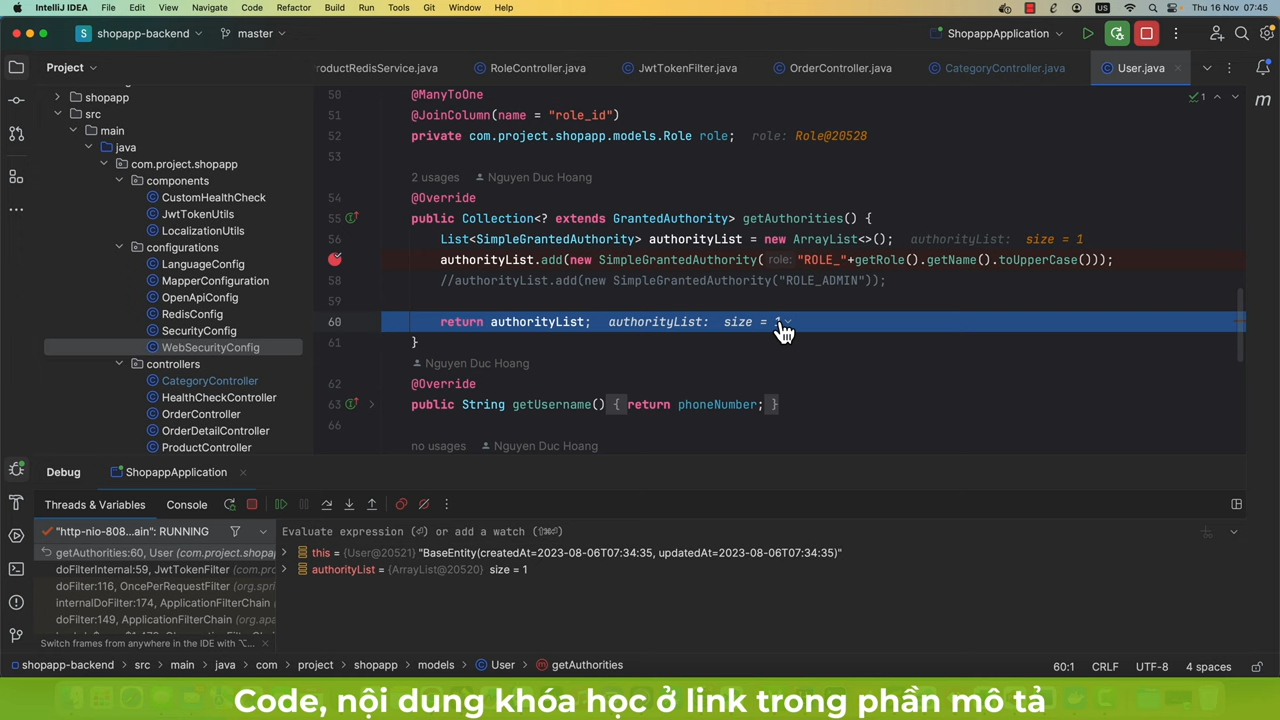 IntelliJ IDEA File Edit View Navigate Code Refactor Build Run Tools Git Window Help US Thu 16 Nov 07:45
S shopapp-backend master ShopappApplication
Project
roductRedisService.java RoleController.java JwtTokenFilter.java OrderController.java CategoryController.java User.java
shopapp
src
main
java
com.project.shopapp
components
CustomHealthCheck
JwtTokenUtils
LocalizationUtils
configurations
LanguageConfig
MapperConfiguration
OpenApiConfig
RedisConfig
SecurityConfig
WebSecurityConfig
controllers
CategoryController
HealthCheckController
OrderController
OrderDetailController
ProductController
50 @ManyToOne
51 @JoinColumn(name = "role_id")
52 private com.project.shopapp.models.Role role; role: Role@20528
53
2 usages Nguyen Duc Hoang
54 @Override
55 public Collection<? extends GrantedAuthority> getAuthorities() {
56 List<SimpleGrantedAuthority> authorityList = new ArrayList<>(); authorityList: size = 1
authorityList.add(new SimpleGrantedAuthority( role: "ROLE_"+getRole().getName().toUpperCase()));
58 //authorityList.add(new SimpleGrantedAuthority("ROLE_ADMIN"));
59
60 return authorityList; authorityList: size = 1
61 }
Nguyen Duc Hoang
62 @Override
63 public String getUsername() { return phoneNumber; }
66
no usages Nguyen Duc Hoang
1
m
Debug ShopappApplication
Threads & Variables Console
"http-nio-808...ain": RUNNING
getAuthorities:60, User (com.project.shopap
doFilterInternal:59, JwtTokenFilter (com.pro
doFilter:116, OncePerRequestFilter (org.spri
internalDoFilter:174, ApplicationFilterChain
doFilter:149, ApplicationFilterChain (org.apa
Switch frames from anywhere in the IDE with ⌥...
Evaluate expression (⏎) or add a watch (⇧⌘⏎)
this = {User@20521} "BaseEntity(createdAt=2023-08-06T07:34:35, updatedAt=2023-08-06T07:34:35)"
authorityList = {ArrayList@20520} size = 1
shopapp-backend src main java com project shopapp models User getAuthorities 60:1 CRLF UTF-8 4 spaces
Code, nội dung khóa học ở link trong phần mô tả